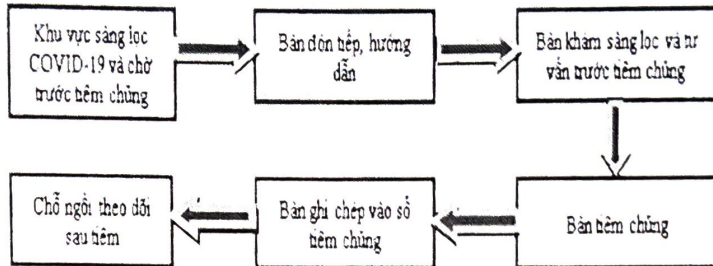 Khu vực sàng lọc
COVID-19 và chờ
trước tiêm chủng
Bàn đón tiếp, hướng
dẫn
Bàn khám sàng lọc và tư
vấn trước tiêm chủng
Bàn tiêm chủng
Bàn ghi chép vào sổ
tiêm chủng
Chỗ ngồi theo dõi
sau tiêm